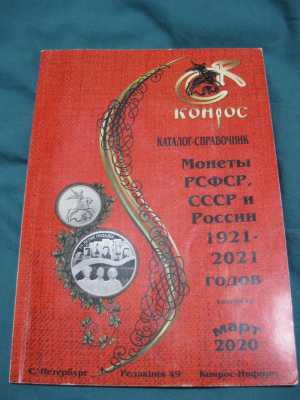 КОНРОС
КАТАЛОГ-СПРАВОЧНИК
Монеты
РСФСР,
СССР и
России
1921-
2021
годов
март
2020
С.-Петербург
Редакция 49
Конрос-Информ